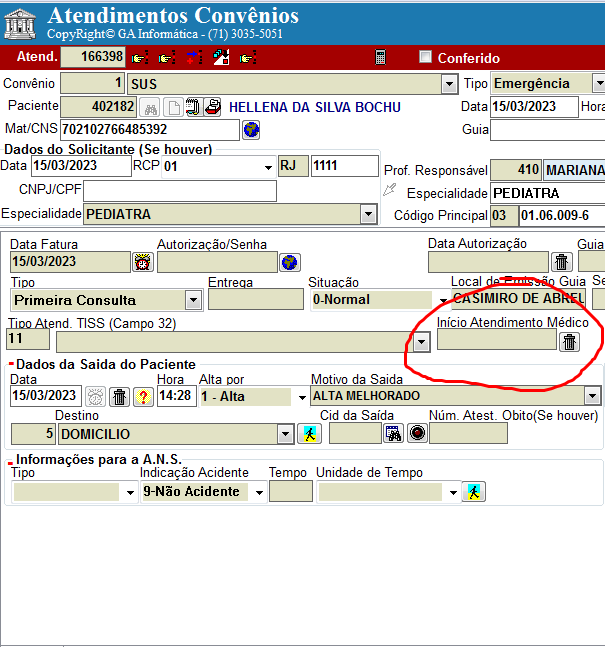 Atendimentos Convênios
CopyRight© GA Informática - (71) 3035-5051
Atend. 166398 Conferido
Convênio 1 SUS Tipo Emergência
Paciente 402182 HELLENA DA SILVA BOCHU Data 15/03/2023 Hora
Mat/CNS 702102766485392 Guia
Dados do Solicitante (Se houver)
Data 15/03/2023 RCP 01 RJ 1111 Prof. Responsável 410 MARIANA
CNPJ/CPF Especialidade PEDIATRA
Especialidade PEDIATRA Código Principal 03 01.06.009-6
Data Fatura Autorização/Senha Data Autorização Guia
15/03/2023
Tipo Entrega Situação Local de Emissão Guia Se
Primeira Consulta 0-Normal CASIMIRO DE ABREU
Tipo Atend. TISS (Campo 32) Início Atendimento Médico
11
Dados da Saida do Paciente
Data Hora Alta por Motivo da Saida
15/03/2023 ? 14:28 1 - Alta ALTA MELHORADO
Destino Cid da Saída Núm. Atest. Obito(Se houver)
5 DOMICILIO
Informações para a A.N.S.
Tipo Indicação Acidente Tempo Unidade de Tempo
9-Não Acidente